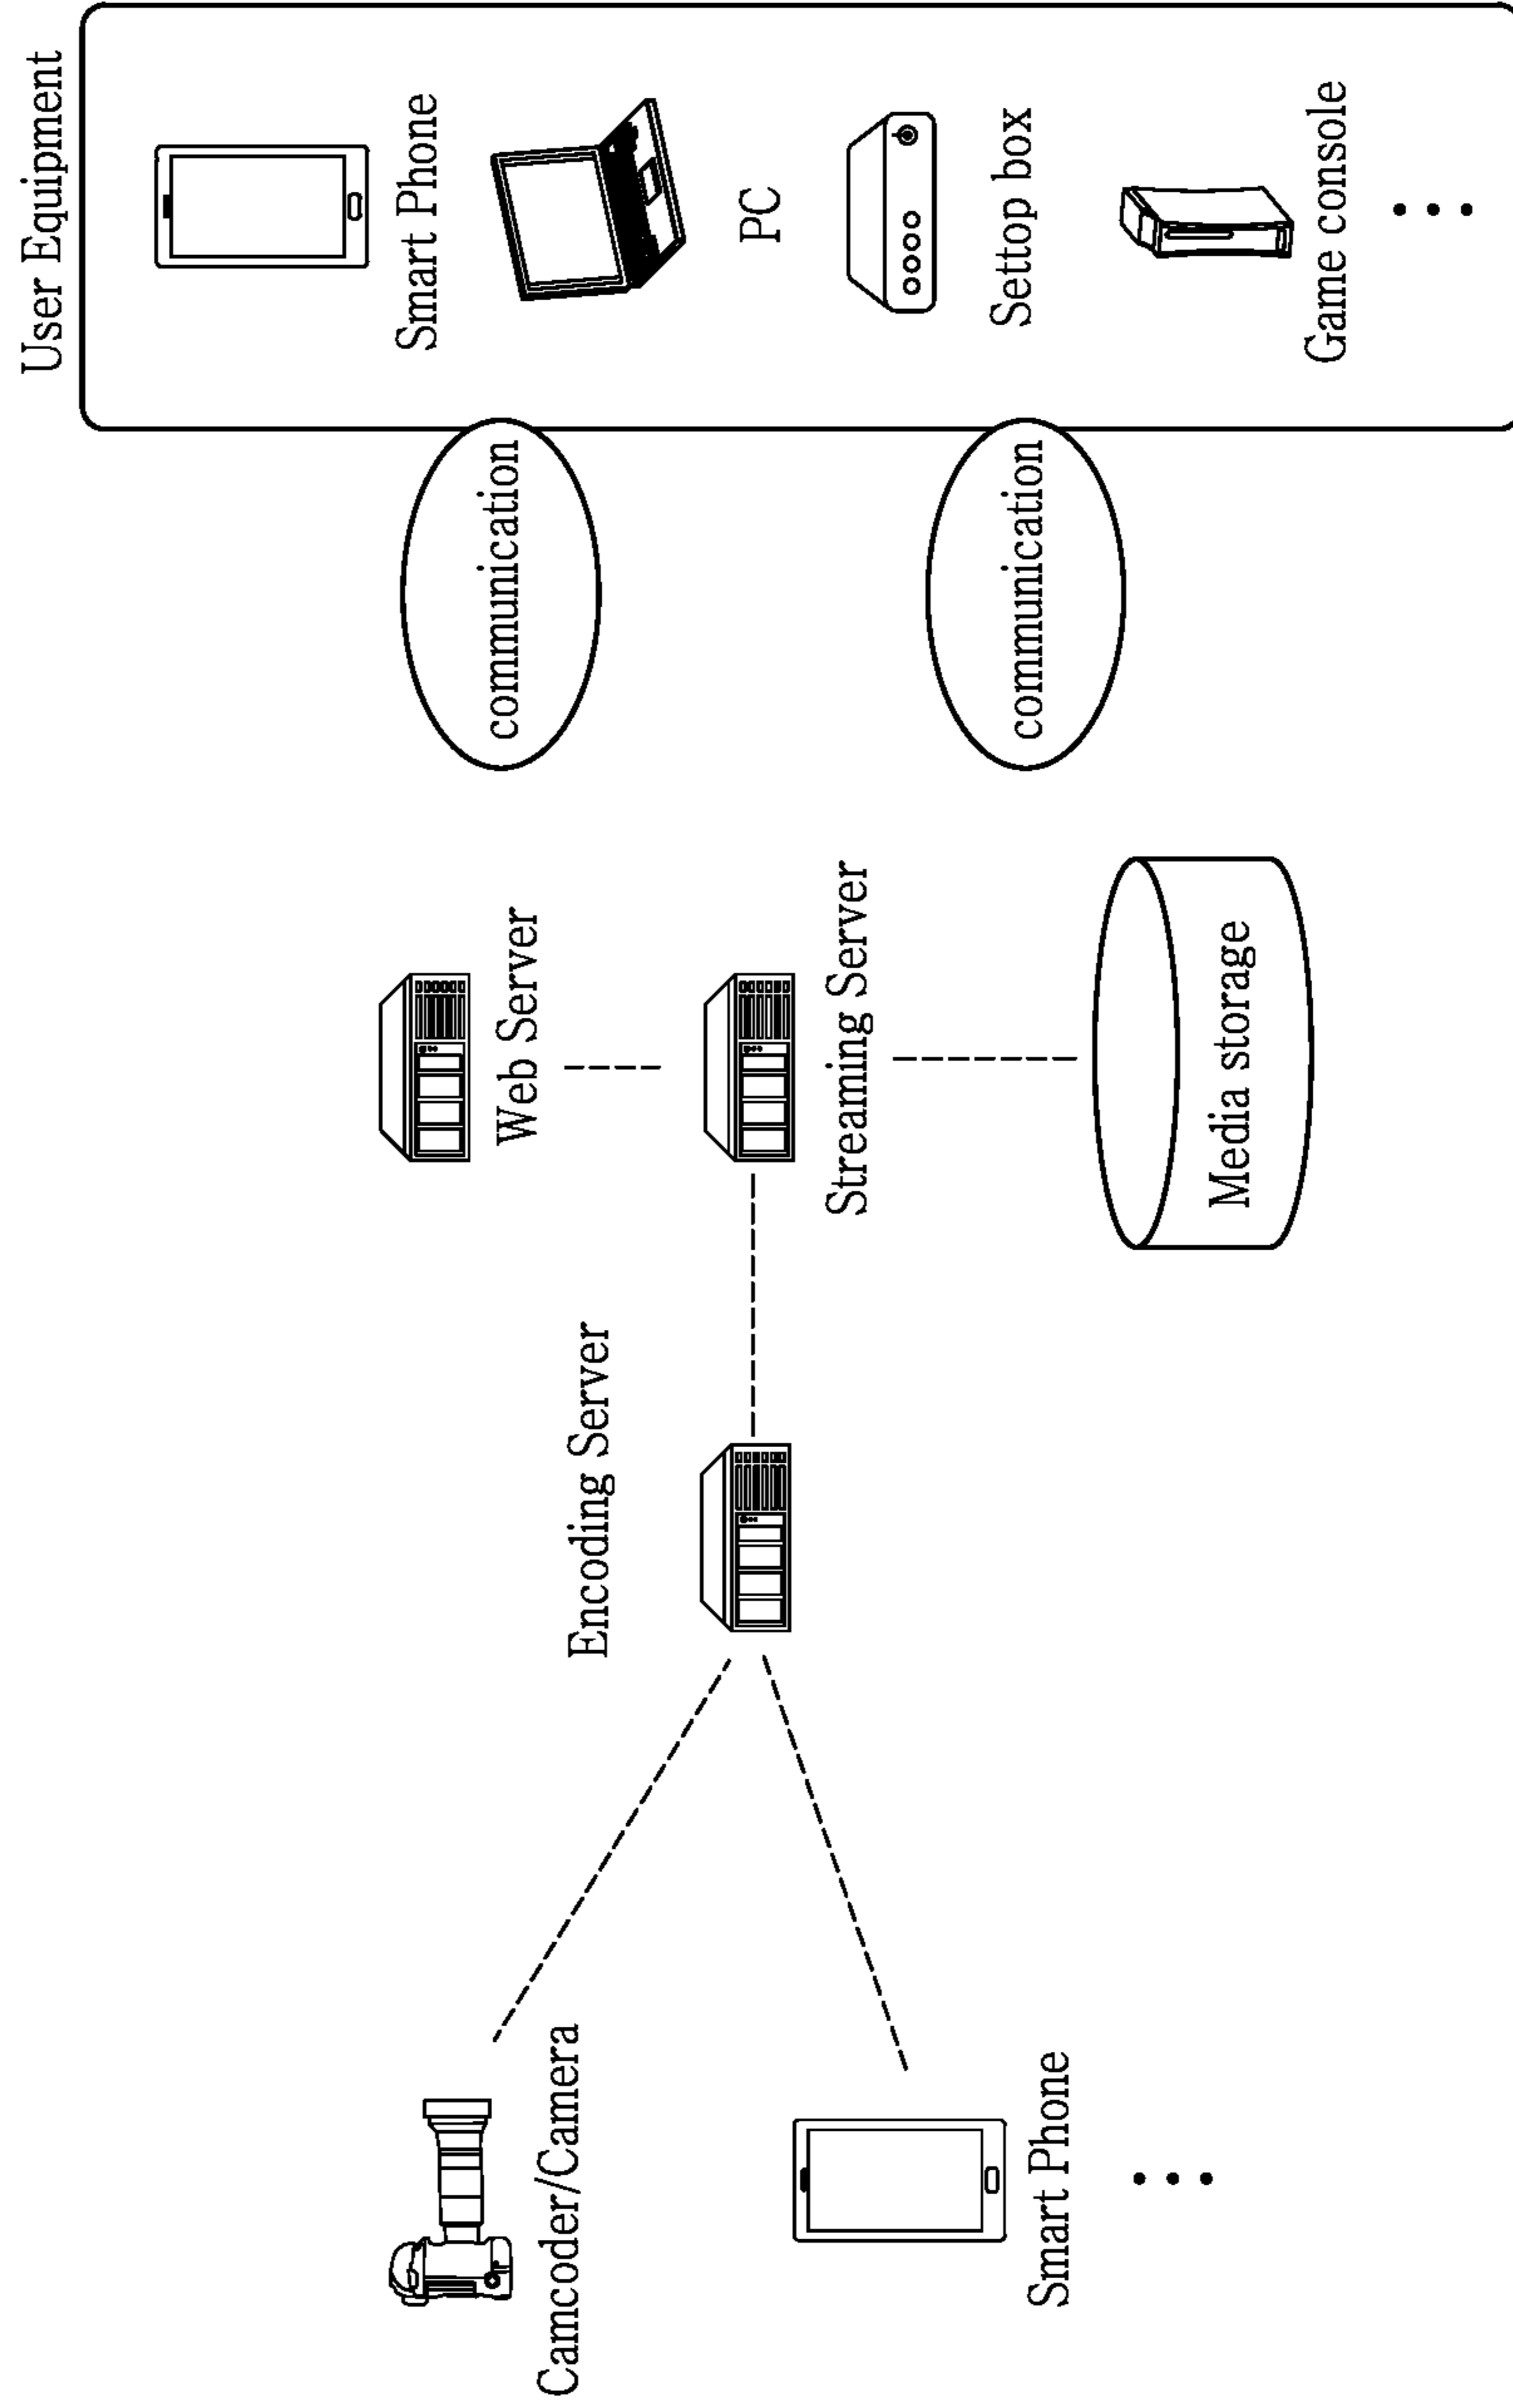 User Equipment
Smart Phone
PC
Settop box
Game console
communication
communication
Web Server
Streaming Server
Media storage
Encoding Server
Camcoder/Camera
Smart Phone